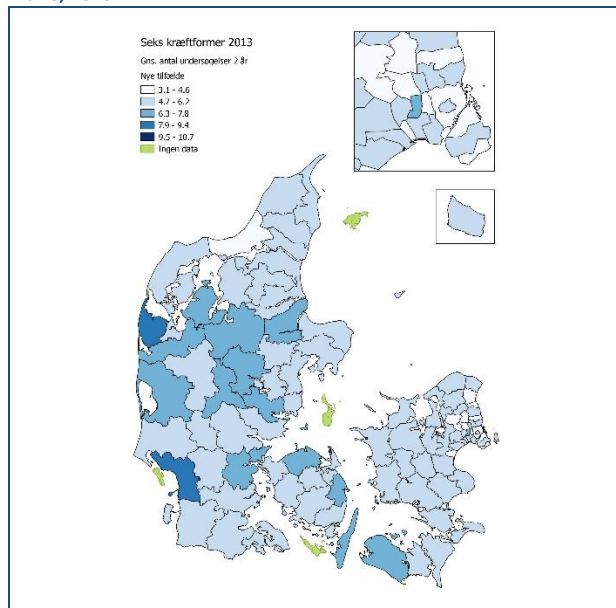 Seks kræftformer 2013
Gns. antal undersøgelser 2 år
Nye tilfælde
3.1 - 4.6
4.7 - 6.2
6.3 - 7.8
7.9 - 9.4
9.5 - 10.7
Ingen data